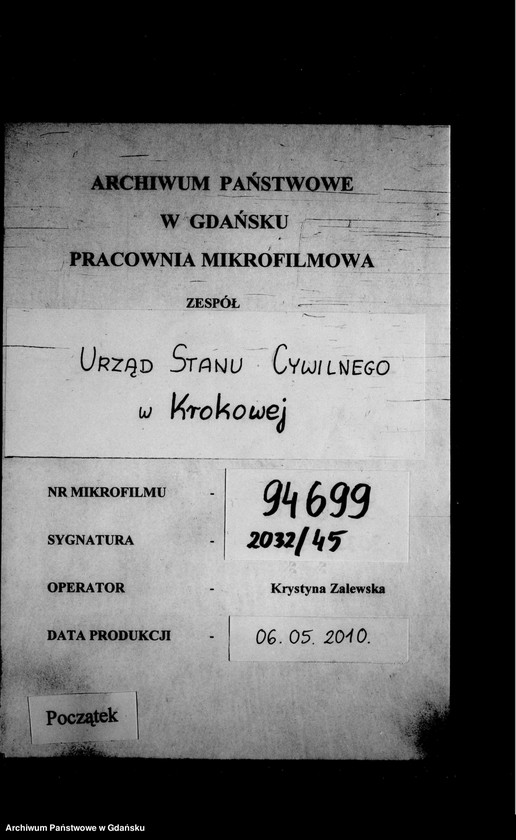 ARCHIWUM PAŃSTWOWE
W GDAŃSKU
PRACOWNIA MIKROFILMOWA
ZESPÓŁ
URZĄD STANU CYWILNEGO
w Krokowej
NR MIKROFILMU - 94699
SYGNATURA - 2032/45
OPERATOR - Krystyna Zalewska
DATA PRODUKCJI - 06.05.2010.
Początek
Archiwum Państwowe w Gdańsku